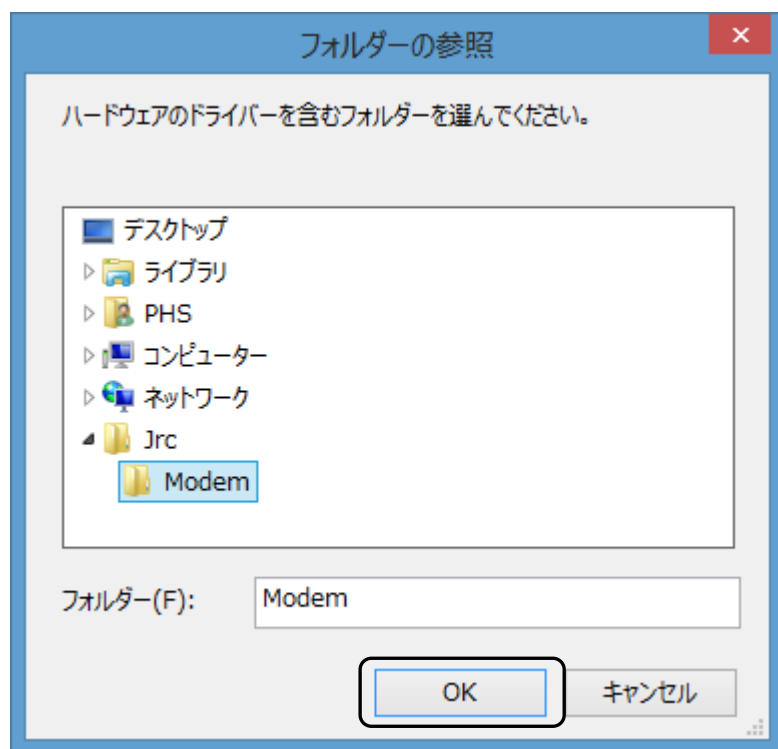 フォルダーの参照
ハードウェアのドライバーを含むフォルダーを選んでください。
デスクトップ
ライブラリ
PHS
コンピューター
ネットワーク
Jrc
Modem
フォルダー(F): Modem
OK キャンセル